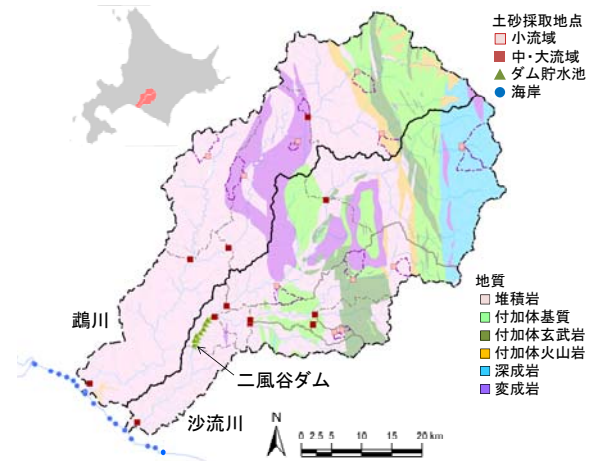 土砂採取地点
小流域
中・大流域
ダム貯水池
海岸
地質
堆積岩
付加体基質
付加体玄武岩
付加体火山岩
深成岩
変成岩
鵡川
二風谷ダム
沙流川
N
0 2.5 5 10 15 20 km